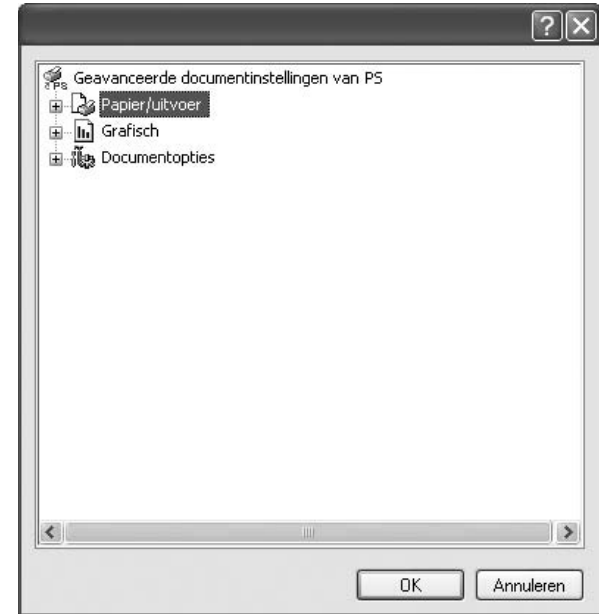 Geavanceerde documentinstellingen van PS
Papier/uitvoer
Grafisch
Documentopties
OK
Annuleren